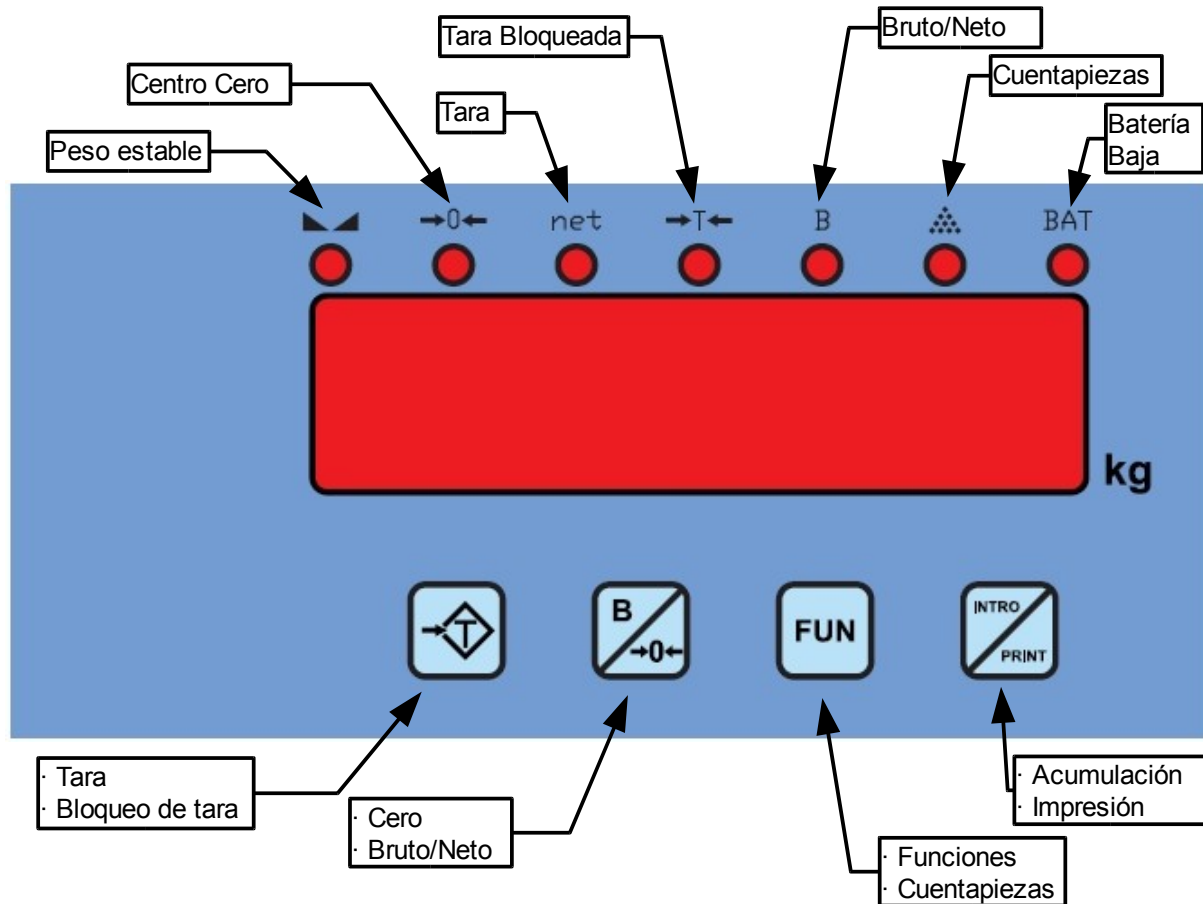 Tara Bloqueada
Bruto/Neto
Centro Cero
Cuentapiezas
Tara
Batería
Baja
Peso estable
→0← net →T← B BAT
kg
→T B →0← FUN INTRO PRINT
· Tara
· Bloqueo de tara
· Cero
· Bruto/Neto
· Funciones
· Cuentapiezas
· Acumulación
· Impresión